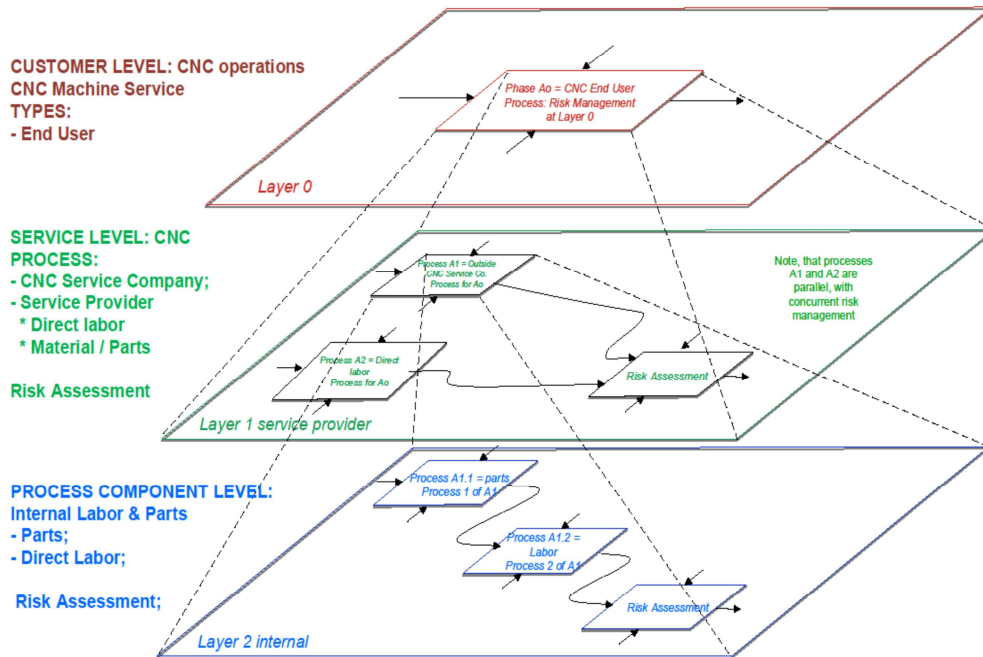 CUSTOMER LEVEL: CNC operations
CNC Machine Service
TYPES:
- End User
Phase Ao = CNC End User
Process: Risk Management
at Layer 0
Layer 0
SERVICE LEVEL: CNC
PROCESS:
- CNC Service Company;
- Service Provider
* Direct labor
* Material / Parts
Risk Assessment
Process A1 = Outside
CNC Service Co.
Process for Ao
Note, that processes
A1 and A2 are
parallel, with
concurrent risk
management
Process A2 = Direct
labor
Process for Ao
Risk Assessment
Layer 1 service provider
PROCESS COMPONENT LEVEL:
Internal Labor & Parts
- Parts;
- Direct Labor;
Risk Assessment;
Process A1.1 = parts
Process 1 of A1
Process A1.2 =
Labor
Process 2 of A1
Risk Assessment
Layer 2 internal